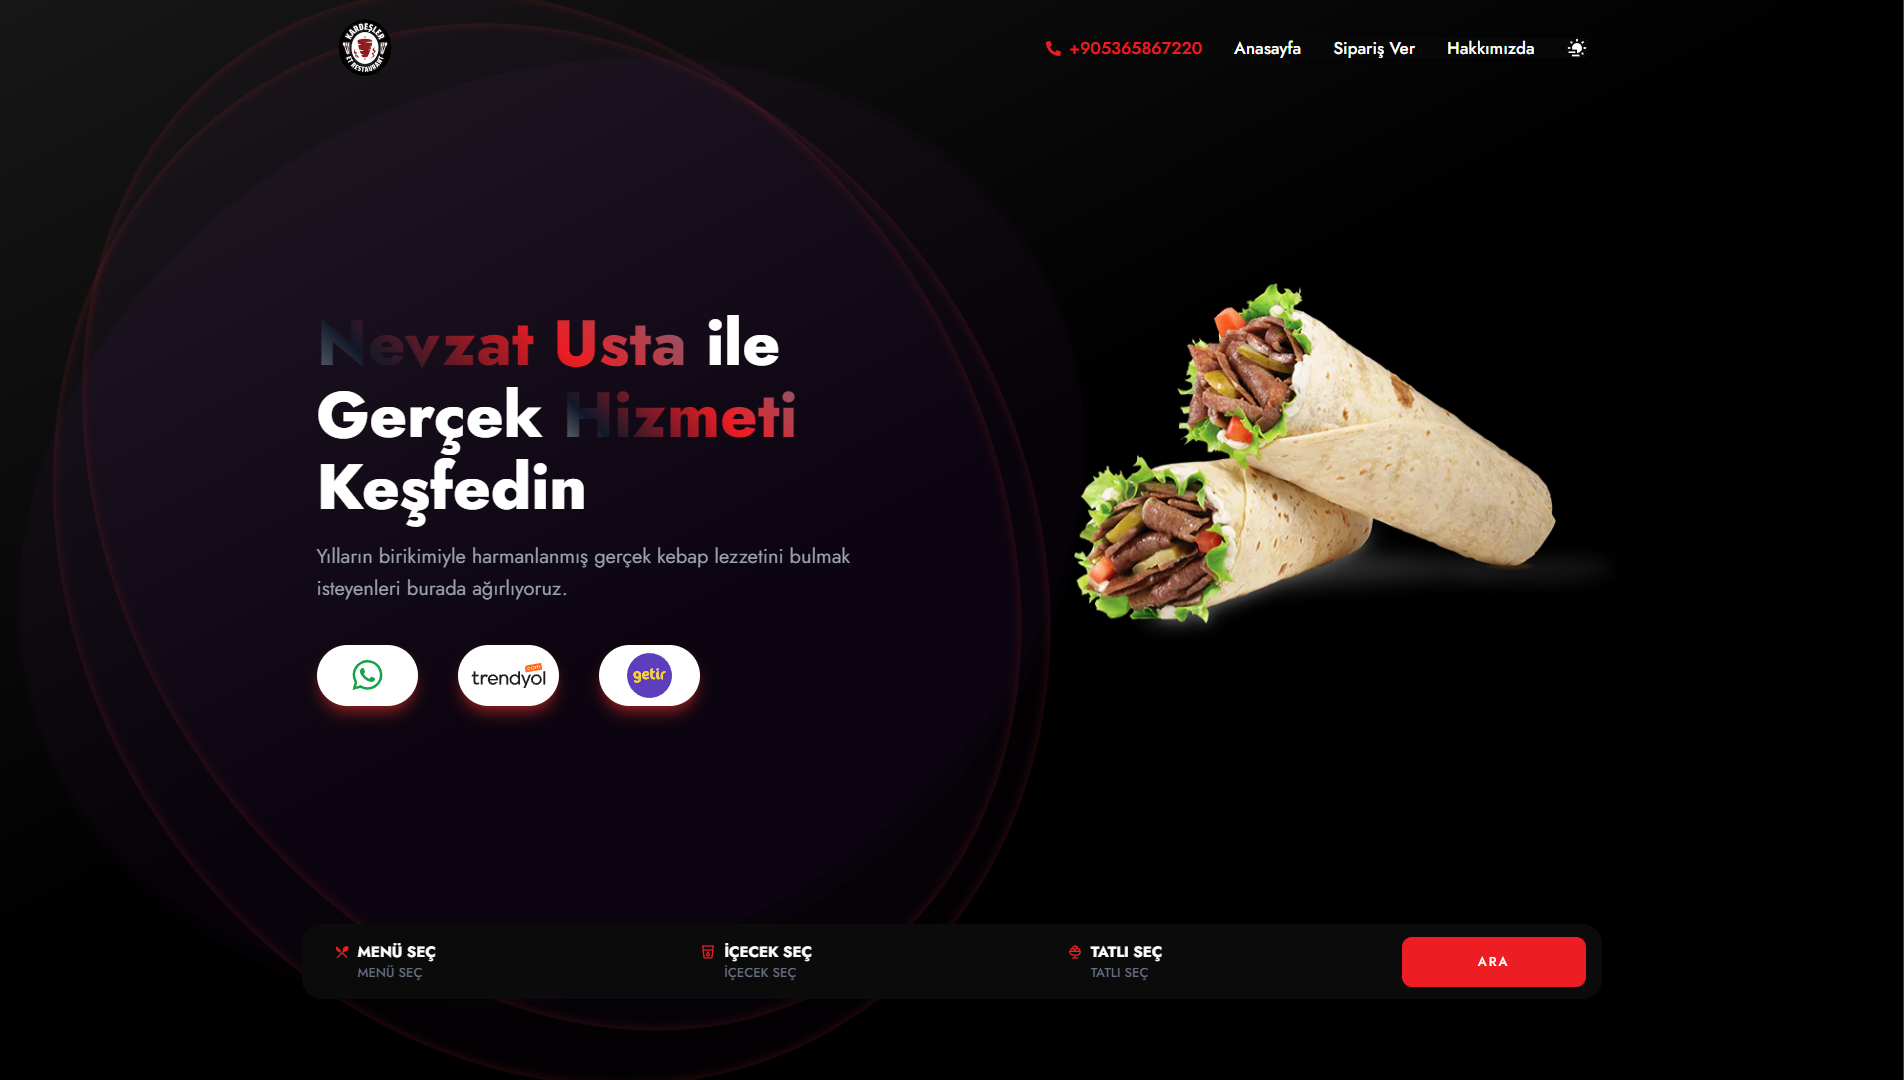 KARDEŞLER
ET RESTAURANT
+905365867220
Anasayfa
Sipariş Ver
Hakkımızda
Nevzat Usta ile
Gerçek Hizmeti
Keşfedin
Yılların birikimiyle harmanlanmış gerçek kebap lezzetini bulmak
isteyenleri burada ağırlıyoruz.
trendyol.com
getir
MENÜ SEÇ
MENÜ SEÇ
İÇECEK SEÇ
İÇECEK SEÇ
TATLI SEÇ
TATLI SEÇ
ARA